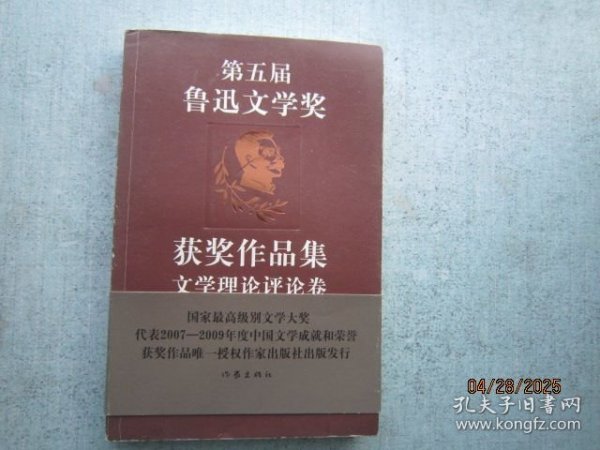 第五届
鲁迅文学奖
获奖作品集
文学理论评论卷
国家最高级别文学大奖
代表2007—2009年度中国文学成就和荣誉
获奖作品唯一授权作家出版社出版发行
作家出版社
04/28/2025
孔夫子旧书网
www.kongfz.com